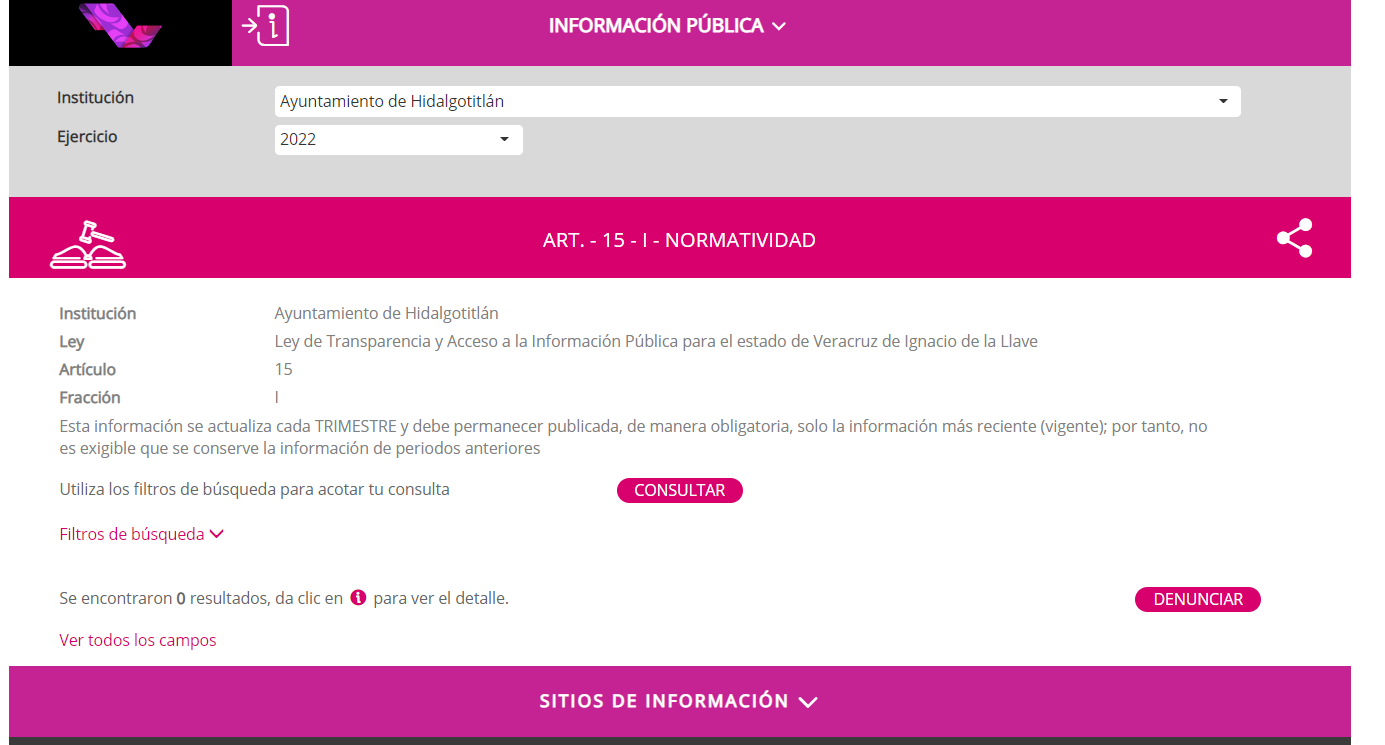 INFORMACIÓN PÚBLICA
Institución
Ayuntamiento de Hidalgotitlán
Ejercicio
2022
ART. - 15 - I - NORMATIVIDAD
Institución
Ayuntamiento de Hidalgotitlán
Ley
Ley de Transparencia y Acceso a la Información Pública para el estado de Veracruz de Ignacio de la Llave
Artículo
15
Fracción
I
Esta información se actualiza cada TRIMESTRE y debe permanecer publicada, de manera obligatoria, solo la información más reciente (vigente); por tanto, no
es exigible que se conserve la información de periodos anteriores
Utiliza los filtros de búsqueda para acotar tu consulta
CONSULTAR
Filtros de búsqueda
Se encontraron 0 resultados, da clic en i para ver el detalle.
DENUNCIAR
Ver todos los campos
SITIOS DE INFORMACIÓN